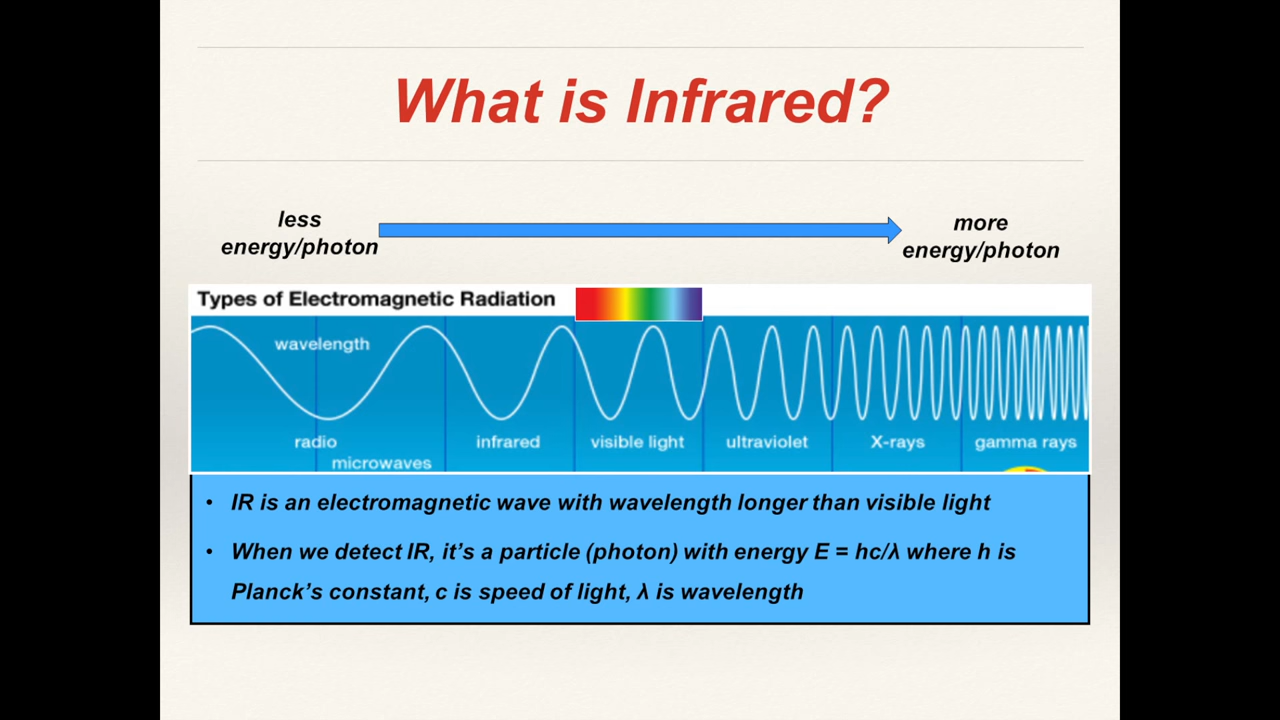 What is Infrared?
less
energy/photon
more
energy/photon
Types of Electromagnetic Radiation
wavelength
radio
microwaves
infrared
visible light
ultraviolet
X-rays
gamma rays
• IR is an electromagnetic wave with wavelength longer than visible light
• When we detect IR, it’s a particle (photon) with energy E = hc/λ where h is
Planck’s constant, c is speed of light, λ is wavelength